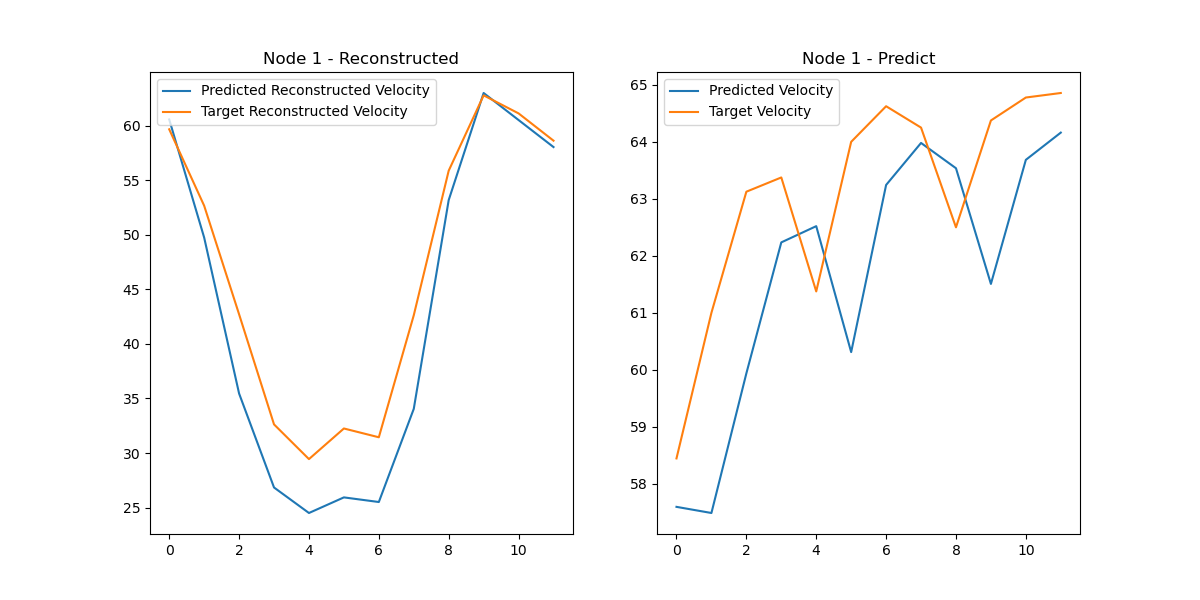 Node 1 - Reconstructed
Predicted Reconstructed Velocity
Target Reconstructed Velocity
60
55
50
45
40
35
30
25
0 2 4 6 8 10
Node 1 - Predict
Predicted Velocity
Target Velocity
65
64
63
62
61
60
59
58
0 2 4 6 8 10